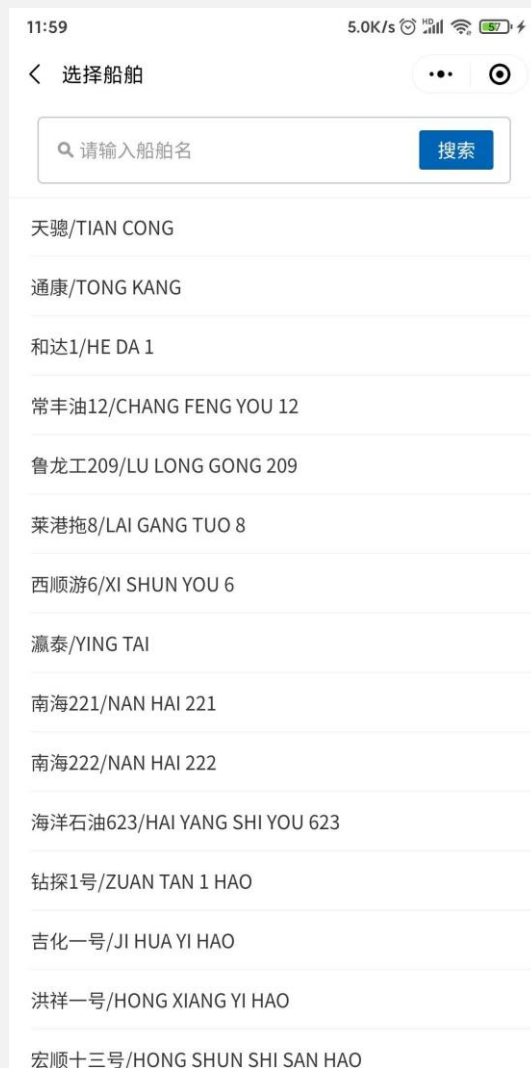 11:59 5.0K/s HD 57
选择船舶
请输入船舶名 搜索
天骢/TIAN CONG
通康/TONG KANG
和达1/HE DA 1
常丰油12/CHANG FENG YOU 12
鲁龙工209/LU LONG GONG 209
莱港拖8/LAI GANG TUO 8
西顺游6/XI SHUN YOU 6
瀛泰/YING TAI
南海221/NAN HAI 221
南海222/NAN HAI 222
海洋石油623/HAI YANG SHI YOU 623
钻探1号/ZUAN TAN 1 HAO
吉化一号/JI HUA YI HAO
洪祥一号/HONG XIANG YI HAO
宏顺十三号/HONG SHUN SHI SAN HAO